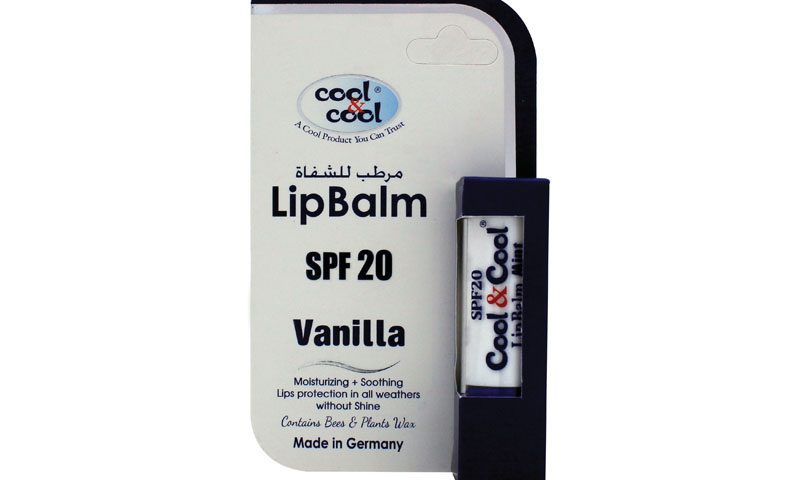 cool®
&
cool
A Cool Product You Can Trust
مرطب للشفاة
LipBalm
SPF 20
Vanilla
Moisturizing + Soothing
Lips protection in all weathers
without Shine
Contains Bees & Plants Wax
Made in Germany
SPF20
Cool & Cool®
LipBalm Mint